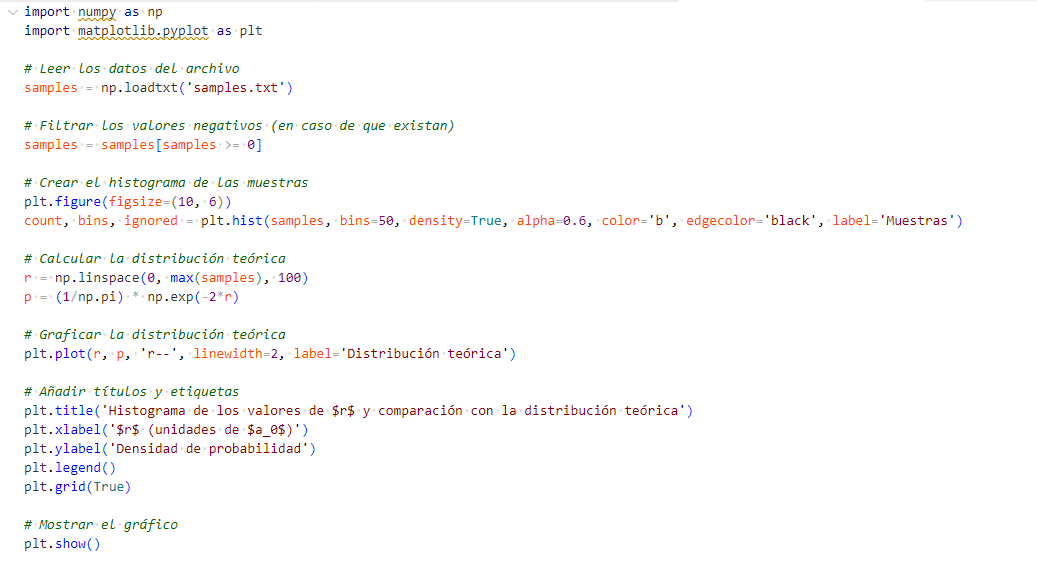 import numpy as np
import matplotlib.pyplot as plt
# Leer los datos del archivo
samples = np.loadtxt('samples.txt')
# Filtrar los valores negativos (en caso de que existan)
samples = samples[samples >= 0]
# Crear el histograma de las muestras
plt.figure(figsize=(10, 6))
count, bins, ignored = plt.hist(samples, bins=50, density=True, alpha=0.6, color='b', edgecolor='black', label='Muestras')
# Calcular la distribución teórica
r = np.linspace(0, max(samples), 100)
p = (1/np.pi) * np.exp(-2*r)
# Graficar la distribución teórica
plt.plot(r, p, 'r--', linewidth=2, label='Distribución teórica')
# Añadir títulos y etiquetas
plt.title('Histograma de los valores de $r$ y comparación con la distribución teórica')
plt.xlabel('$r$ (unidades de $a_0$)')
plt.ylabel('Densidad de probabilidad')
plt.legend()
plt.grid(True)
# Mostrar el gráfico
plt.show()